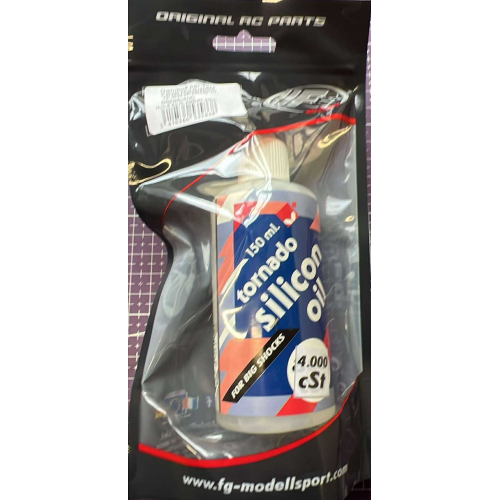 ORIGINAL RC PARTS
150 ml.
tornado
silicon
oil
FOR BIG SHOCKS
4.000
cSt
www.fg-modellsport.com